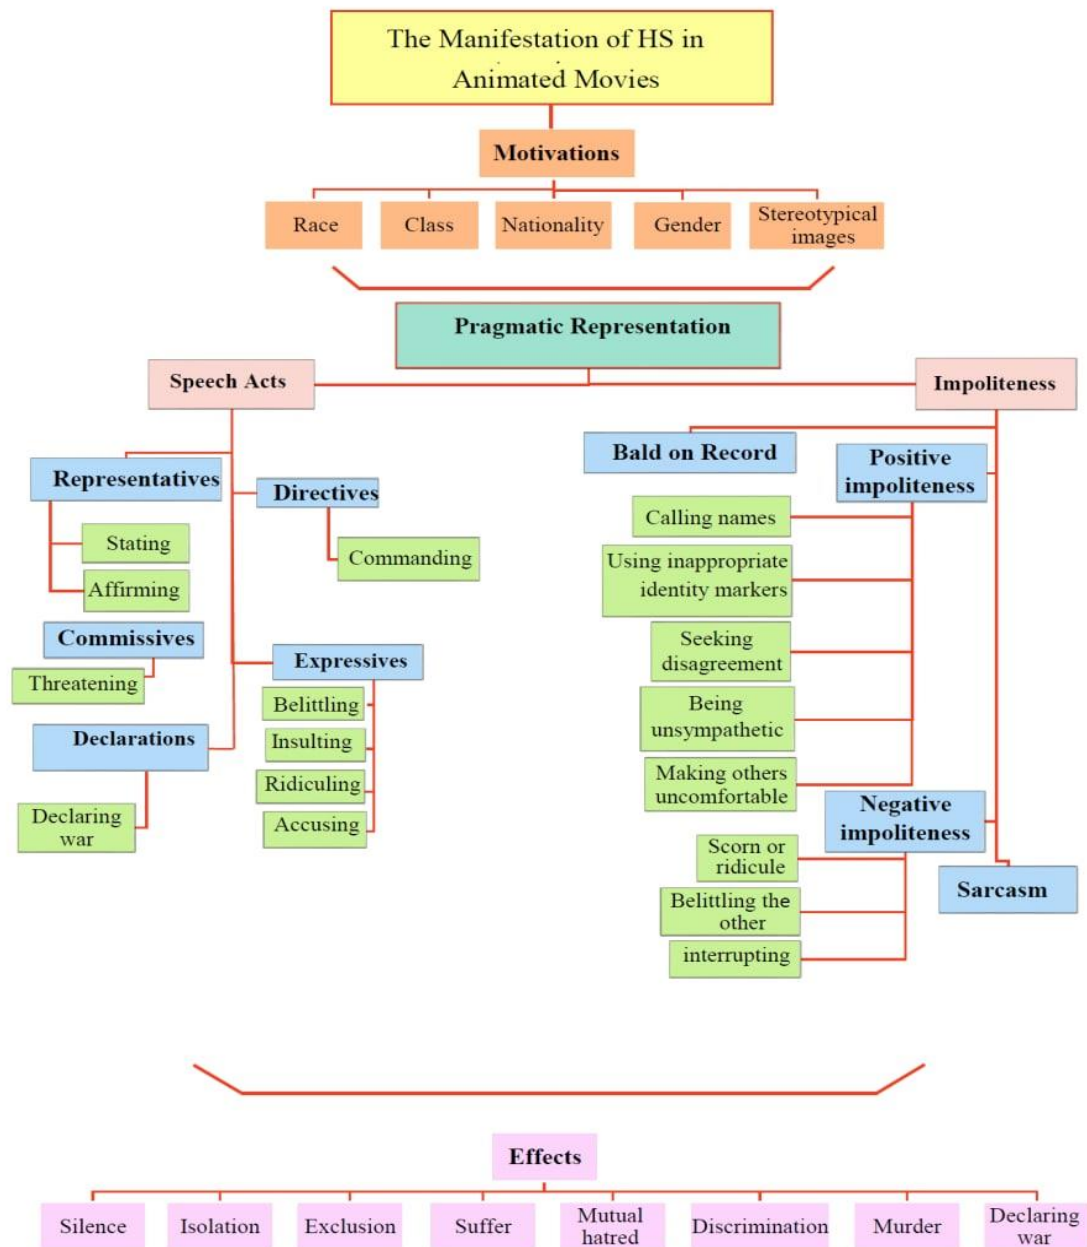 The Manifestation of HS in
Animated Movies
Motivations
Race
Class
Nationality
Gender
Stereotypical
images
Pragmatic Representation
Speech Acts
Impoliteness
Representatives
Stating
Affirming
Directives
Commanding
Commissives
Threatening
Expressives
Belittling
Insulting
Ridiculing
Accusing
Declarations
Declaring
war
Bald on Record
Positive
impoliteness
Calling names
Using inappropriate
identity markers
Seeking
disagreement
Being
unsympathetic
Making others
uncomfortable
Negative
impoliteness
Scorn or
ridicule
Belittling the
other
interrupting
Sarcasm
Effects
Silence
Isolation
Exclusion
Suffer
Mutual
hatred
Discrimination
Murder
Declaring
war